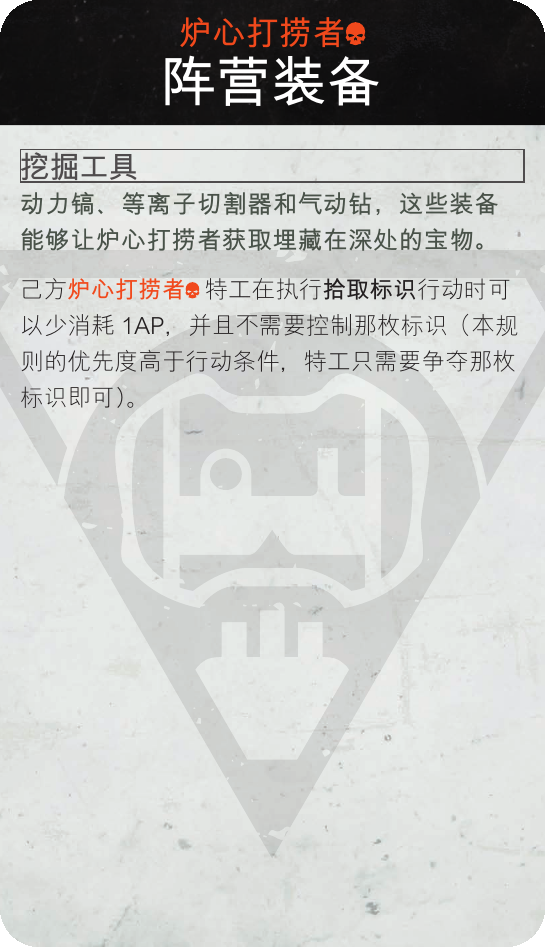 炉心打捞者
阵营装备
挖掘工具
动力镐、等离子切割器和气动钻，这些装备
能够让炉心打捞者获取埋藏在深处的宝物。
己方炉心打捞者特工在执行拾取标识行动时可
以少消耗 1AP，并且不需要控制那枚标识（本规
则的优先度高于行动条件，特工只需要争夺那枚
标识即可）。